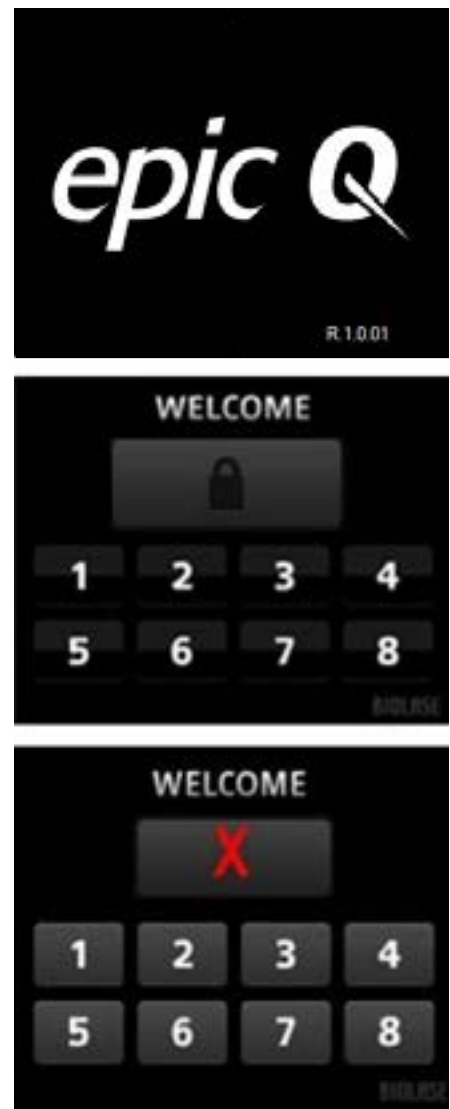 epic Q
R.1.0.01
WELCOME
1 2 3 4
5 6 7 8
BIOLASE
WELCOME
X
1 2 3 4
5 6 7 8
BIOLASE